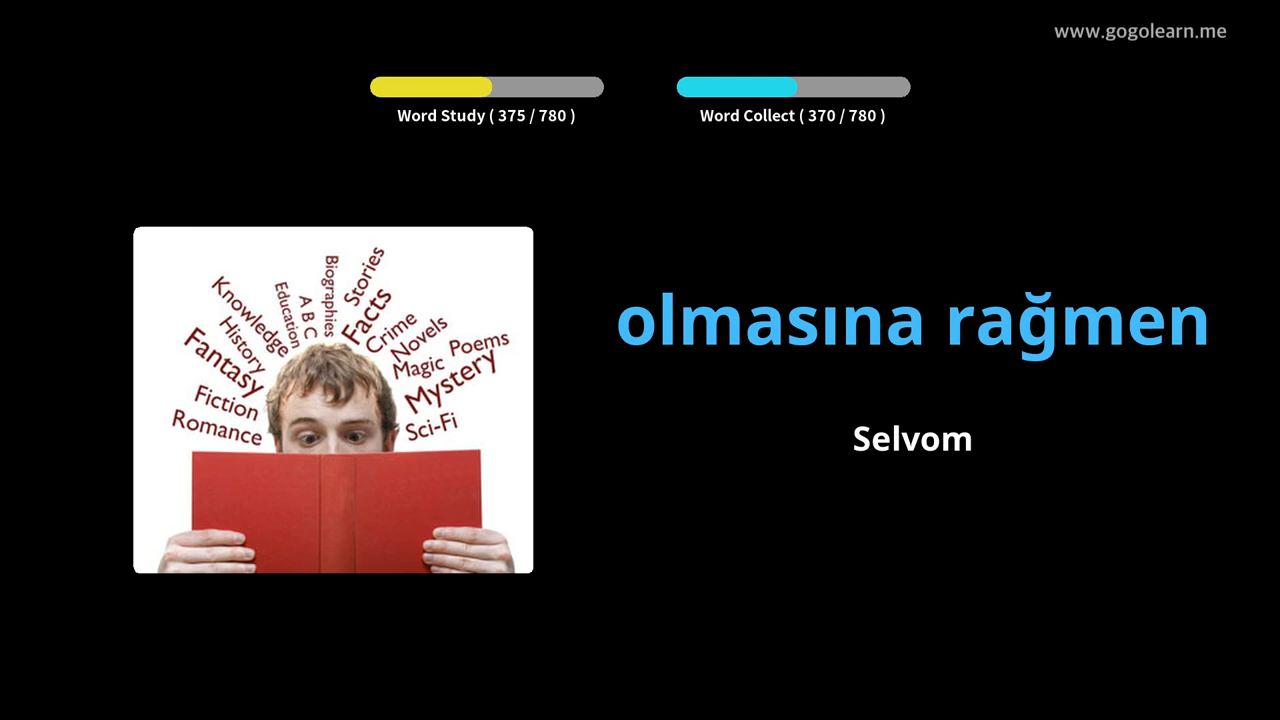 www.gogolearn.me
Word Study ( 375 / 780 )
Word Collect ( 370 / 780 )
Knowledge
Education
A B C
Biographies
Stories
Facts
History
Crime
Novels
Fantasy
Magic
Poems
Mystery
Fiction
Romance
Sci-Fi
olmasına rağmen
Selvom